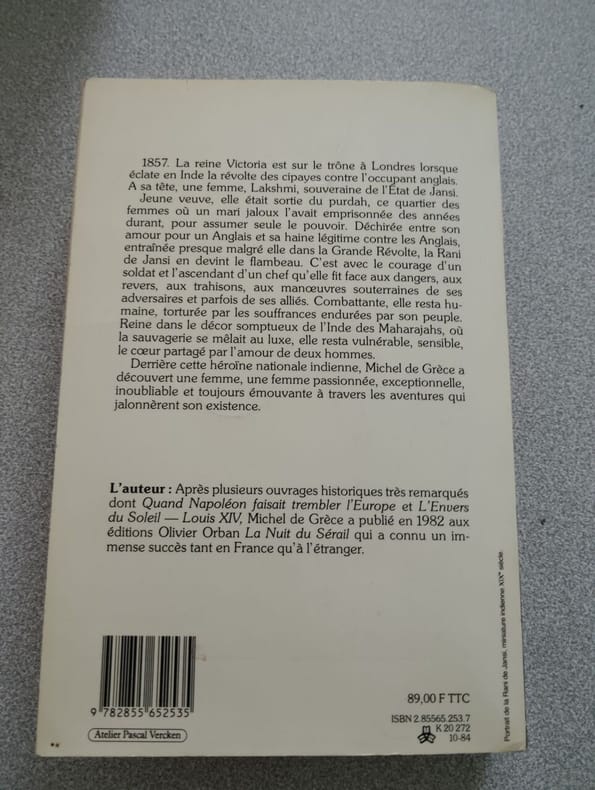 1857. La reine Victoria est sur le trône à Londres lorsque
éclate en Inde la révolte des cipayes contre l'occupant anglais.
A sa tête, une femme, Lakshmi, souveraine de l'État de Jansi.
Jeune veuve, elle était sortie du purdah, ce quartier des
femmes où un mari jaloux l'avait emprisonnée des années
durant, pour assumer seule le pouvoir. Déchirée entre son
amour pour un Anglais et sa haine légitime contre les Anglais,
entraînée presque malgré elle dans la Grande Révolte, la Rani
de Jansi en devint le flambeau. C'est avec le courage d'un
soldat et l'ascendant d'un chef qu'elle fit face aux dangers, aux
revers, aux trahisons, aux manœuvres souterraines de ses
adversaires et parfois de ses alliés. Combattante, elle resta hu-
maine, torturée par les souffrances endurées par son peuple.
Reine dans le décor somptueux de l'Inde des Maharajahs, où
la sauvagerie se mêlait au luxe, elle resta vulnérable, sensible,
le cœur partagé par l'amour de deux hommes.
Derrière cette héroïne nationale indienne, Michel de Grèce a
découvert une femme, une femme passionnée, exceptionnelle,
inoubliable et toujours émouvante à travers les aventures qui
jalonnèrent son existence.
L'auteur : Après plusieurs ouvrages historiques très remarqués
dont Quand Napoléon faisait trembler l'Europe et L'Envers
du Soleil — Louis XIV, Michel de Grèce a publié en 1982 aux
éditions Olivier Orban La Nuit du Sérail qui a connu un im-
mense succès tant en France qu'à l'étranger.
Portrait de la Rani de Jansi, miniature indienne XIXe siècle.
9 782855 652535
Atelier Pascal Vercken
89,00 F TTC
ISBN 2.85565.253.7
K 20 272
10-84